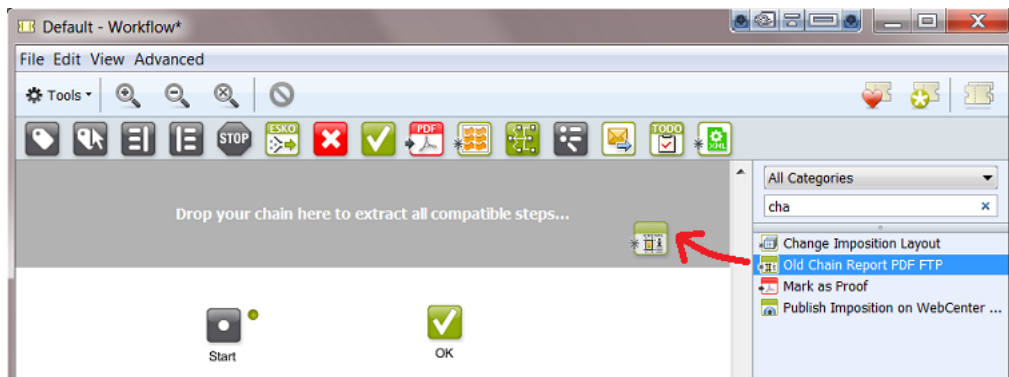 Default - Workflow*
File Edit View Advanced
Tools
STOP
ESKO
PDF
TODO
XML
All Categories
cha
Drop your chain here to extract all compatible steps...
Change Imposition Layout
Old Chain Report PDF FTP
Mark as Proof
Publish Imposition on WebCenter ...
Start
OK